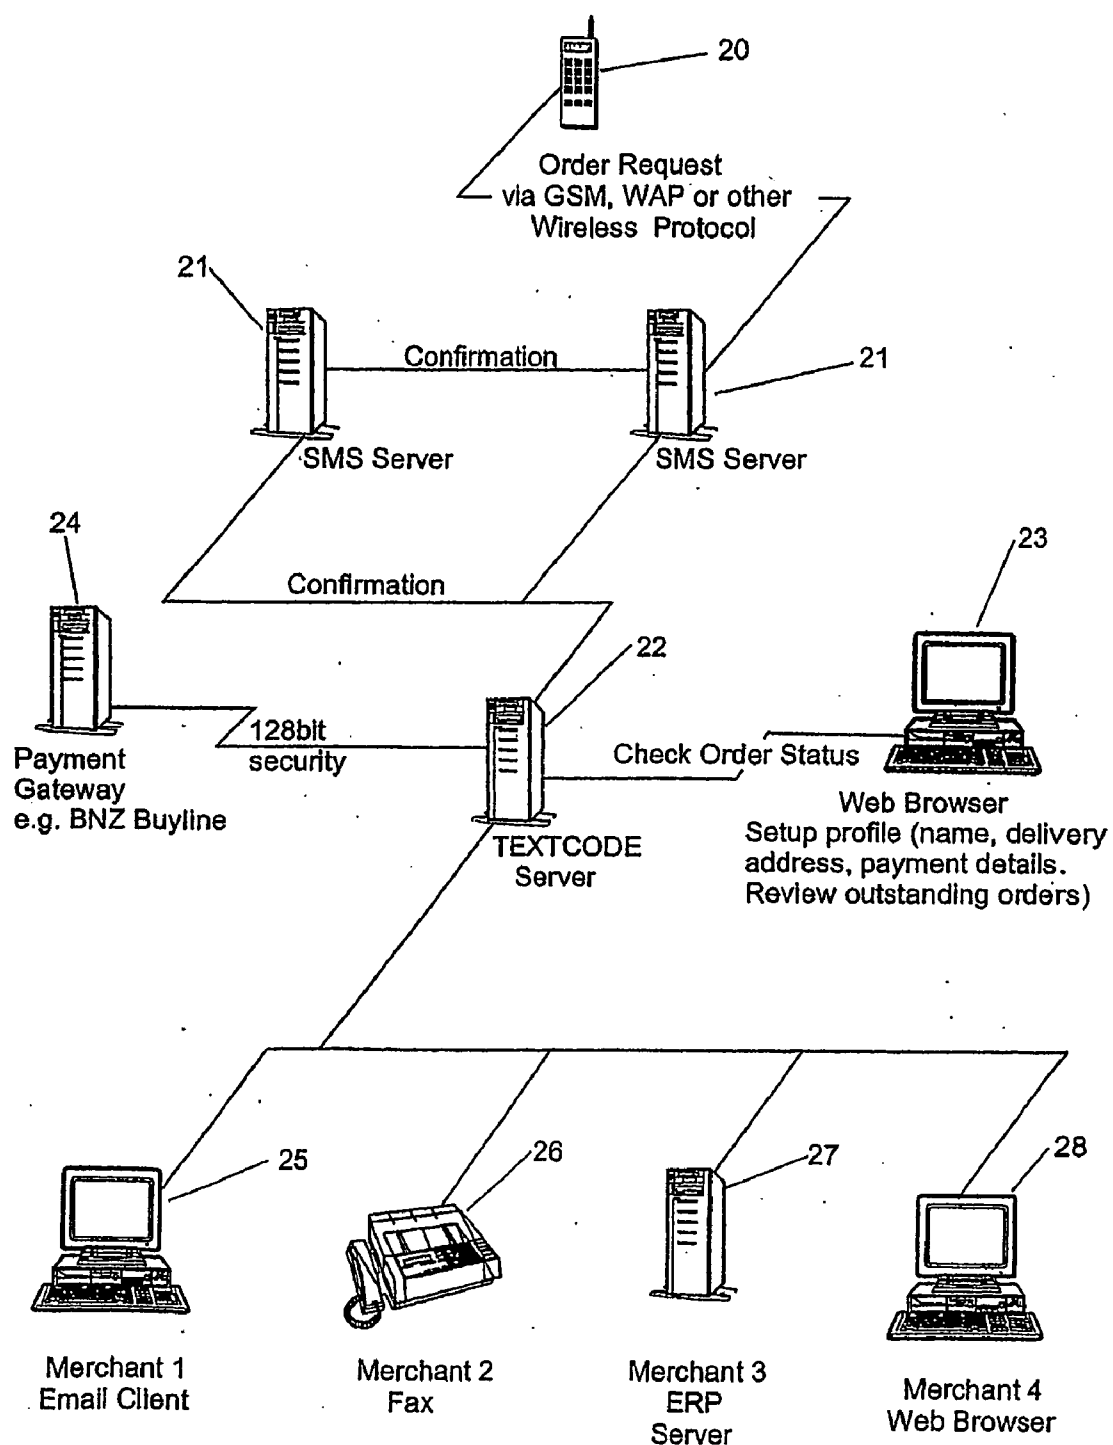 20
Order Request
via GSM, WAP or other
Wireless Protocol
21
Confirmation
21
SMS Server
SMS Server
24
23
Confirmation
22
128bit
security
Check Order Status
Payment
Gateway
e.g. BNZ Buyline
Web Browser
Setup profile (name, delivery
address, payment details.
Review outstanding orders)
TEXTCODE
Server
25
26
27
28
Merchant 1
Email Client
Merchant 2
Fax
Merchant 3
ERP
Server
Merchant 4
Web Browser